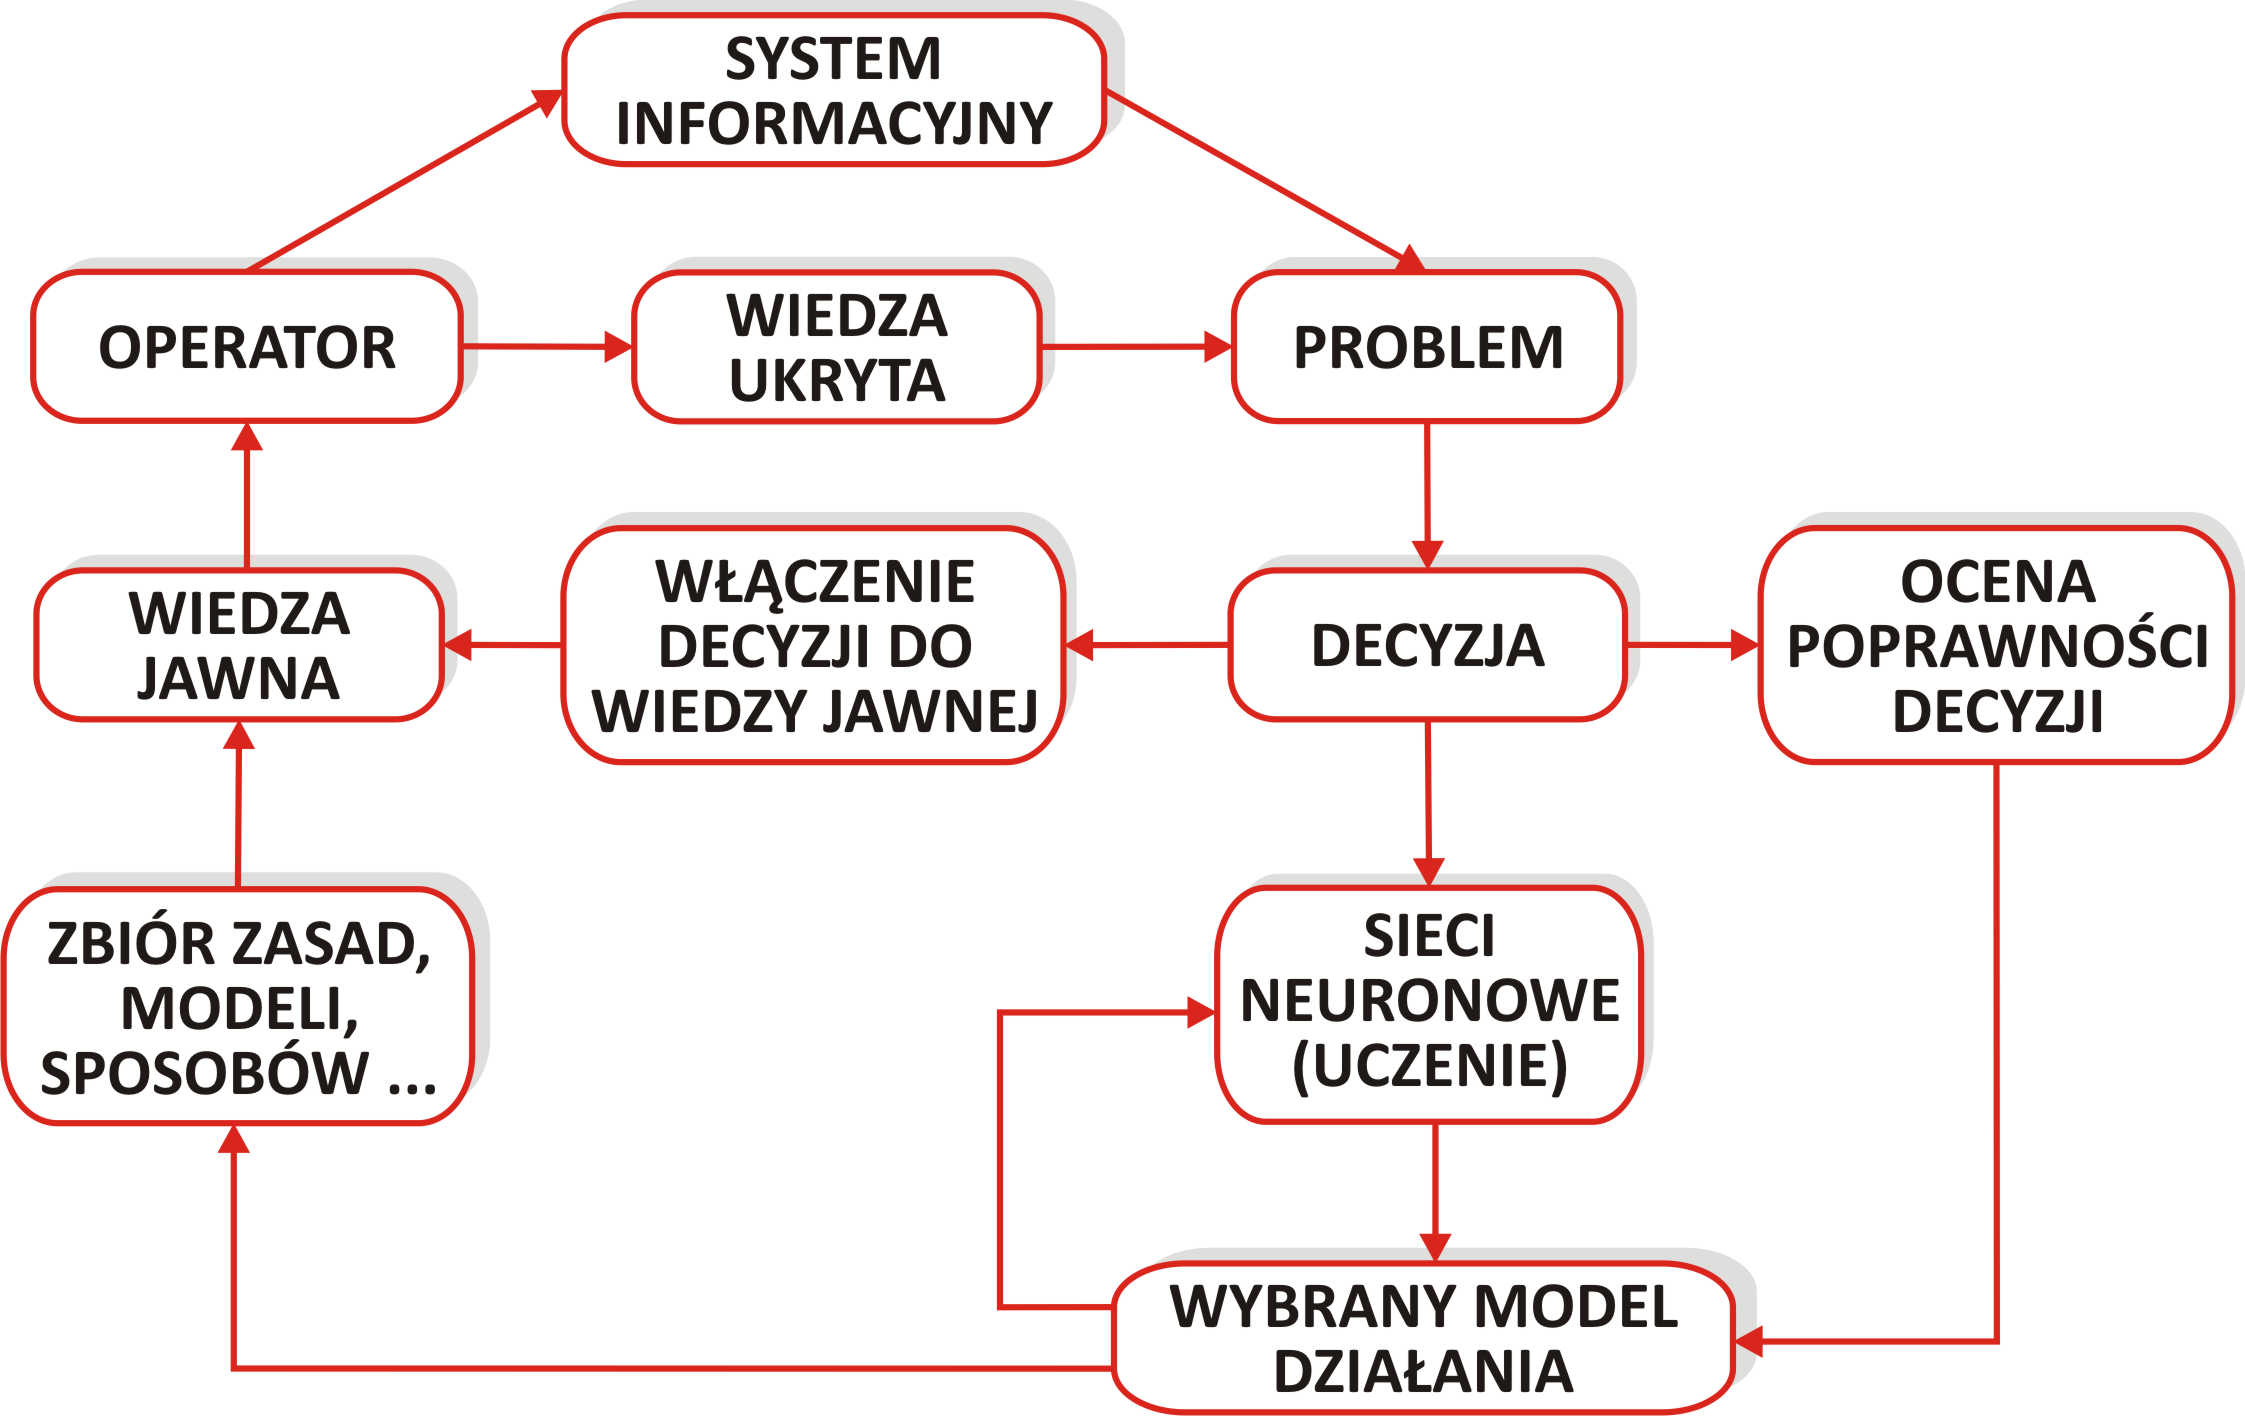 SYSTEM
INFORMACYJNY
OPERATOR
WIEDZA
UKRYTA
PROBLEM
WIEDZA
JAWNA
WŁĄCZENIE
DECYZJI DO
WIEDZY JAWNEJ
DECYZJA
OCENA
POPRAWNOŚCI
DECYZJI
ZBIÓR ZASAD,
MODELI,
SPOSOBÓW ...
SIECI
NEURONOWE
(UCZENIE)
WYBRANY MODEL
DZIAŁANIA